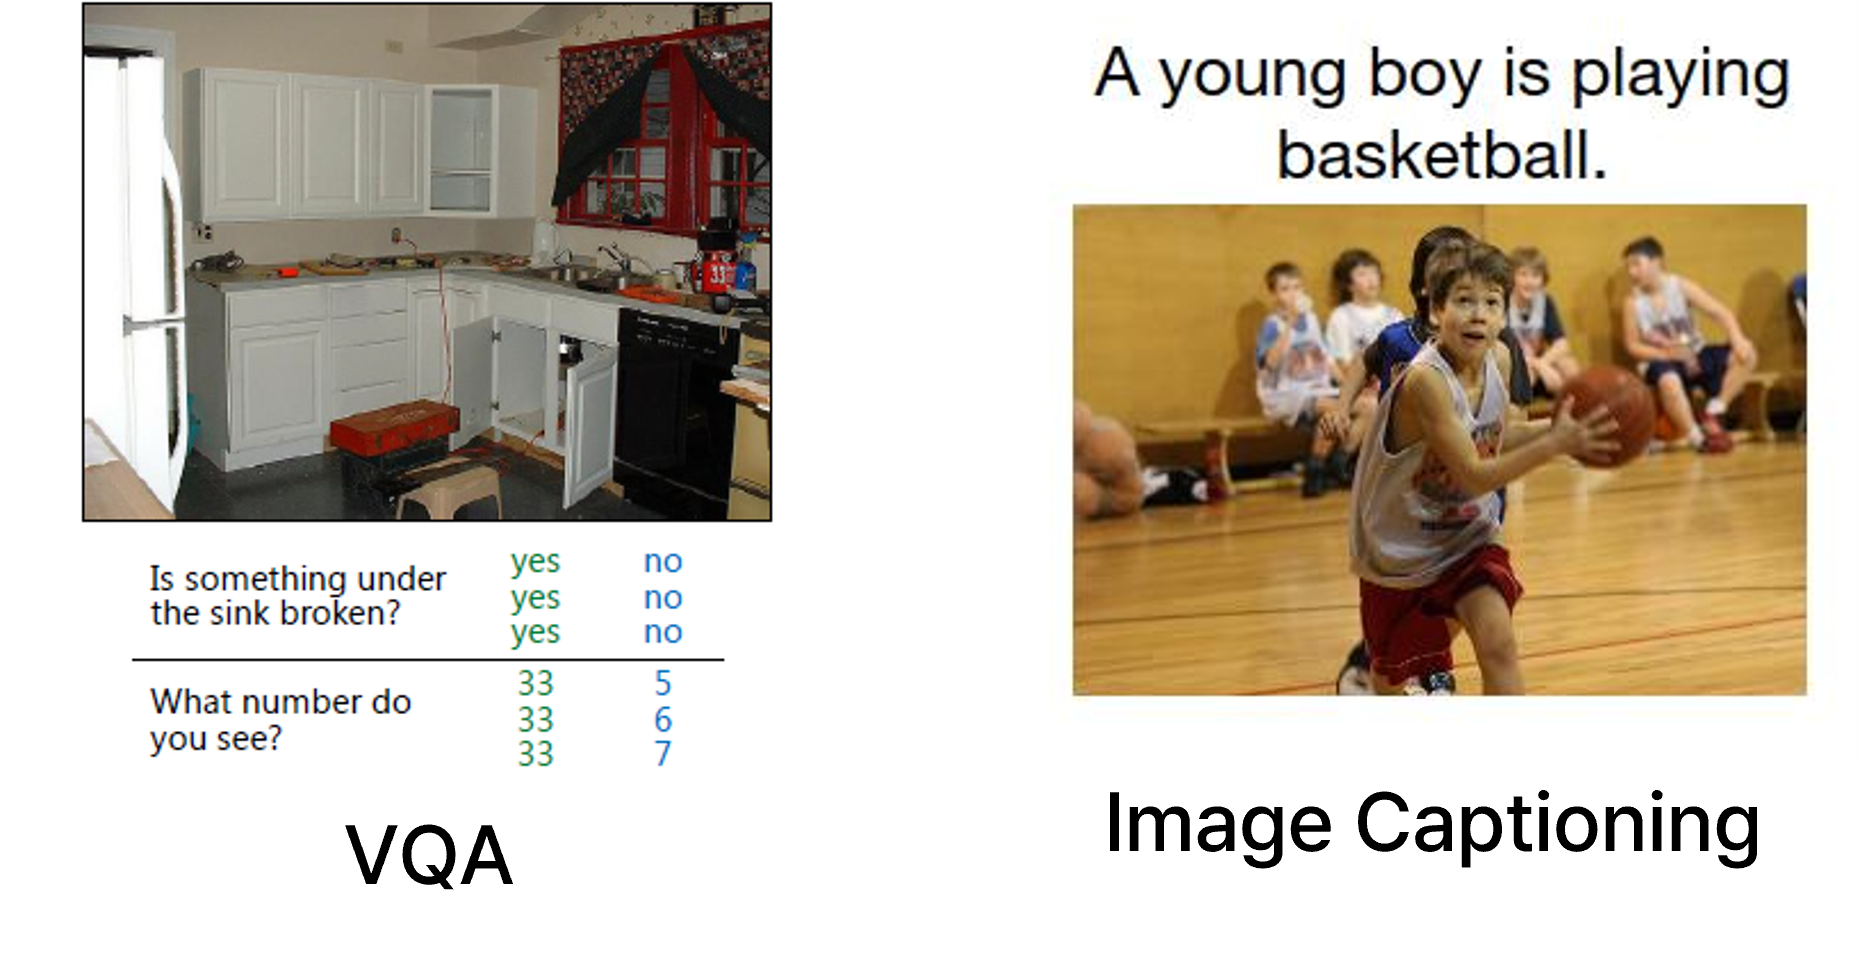 33
Is something under
the sink broken?
yes no
yes no
yes no
What number do
you see?
33 5
33 6
33 7
VQA
A young boy is playing
basketball.
Image Captioning